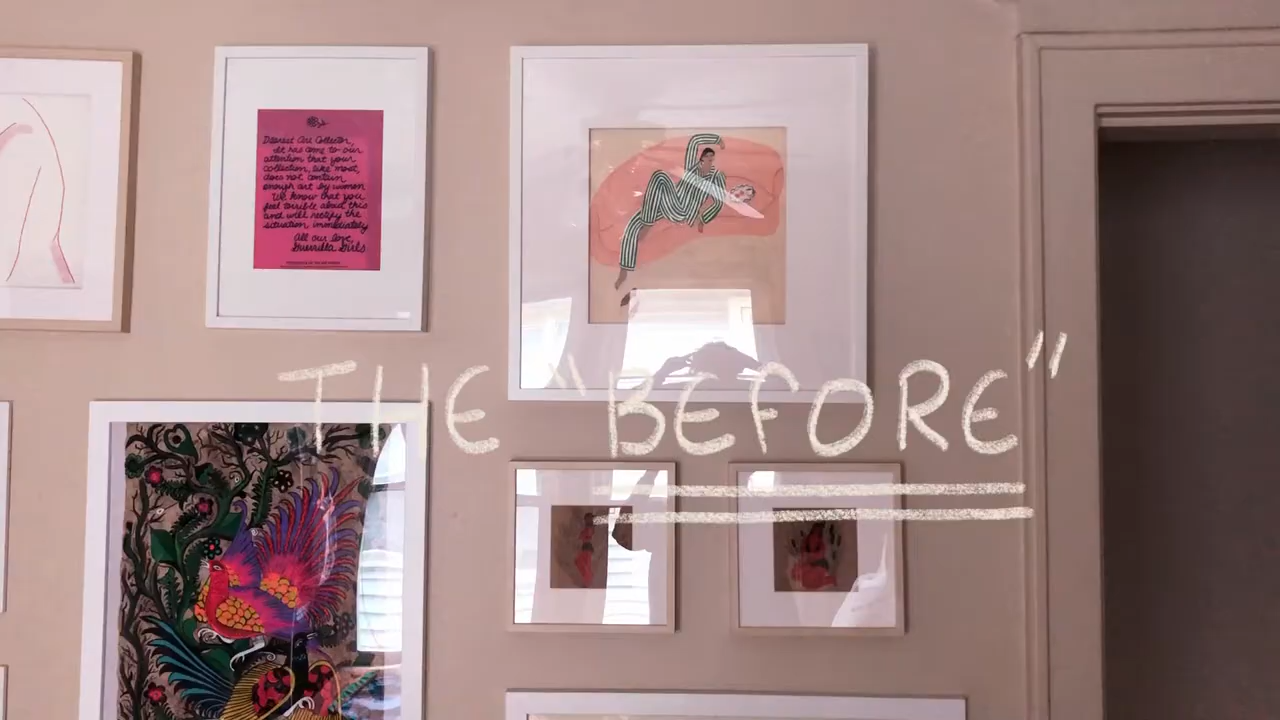 Dearest Art Collector,
It has come to our
attention that your
collection, like most,
does not contain
enough art by women.
We know that you
feel terrible about this
and will rectify the
situation immediately.
All our love,
Guerrilla Girls
THE "BEFORE"